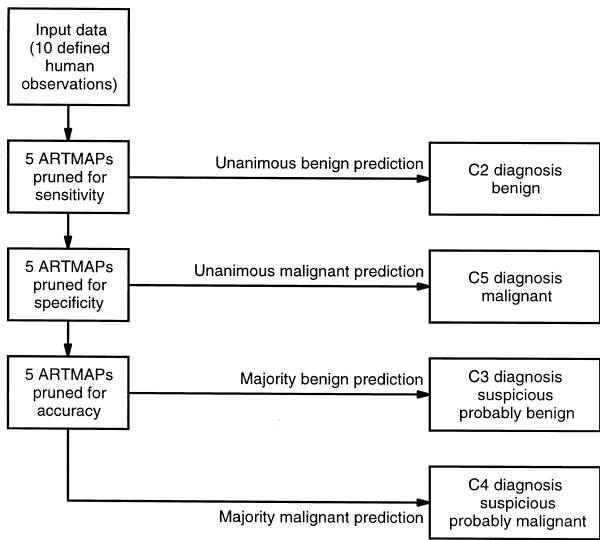 Input data
(10 defined
human
observations)
5 ARTMAPs
pruned for
sensitivity
Unanimous benign prediction
C2 diagnosis
benign
5 ARTMAPs
pruned for
specificity
Unanimous malignant prediction
C5 diagnosis
malignant
5 ARTMAPs
pruned for
accuracy
Majority benign prediction
C3 diagnosis
suspicious
probably benign
Majority malignant prediction
C4 diagnosis
suspicious
probably malignant